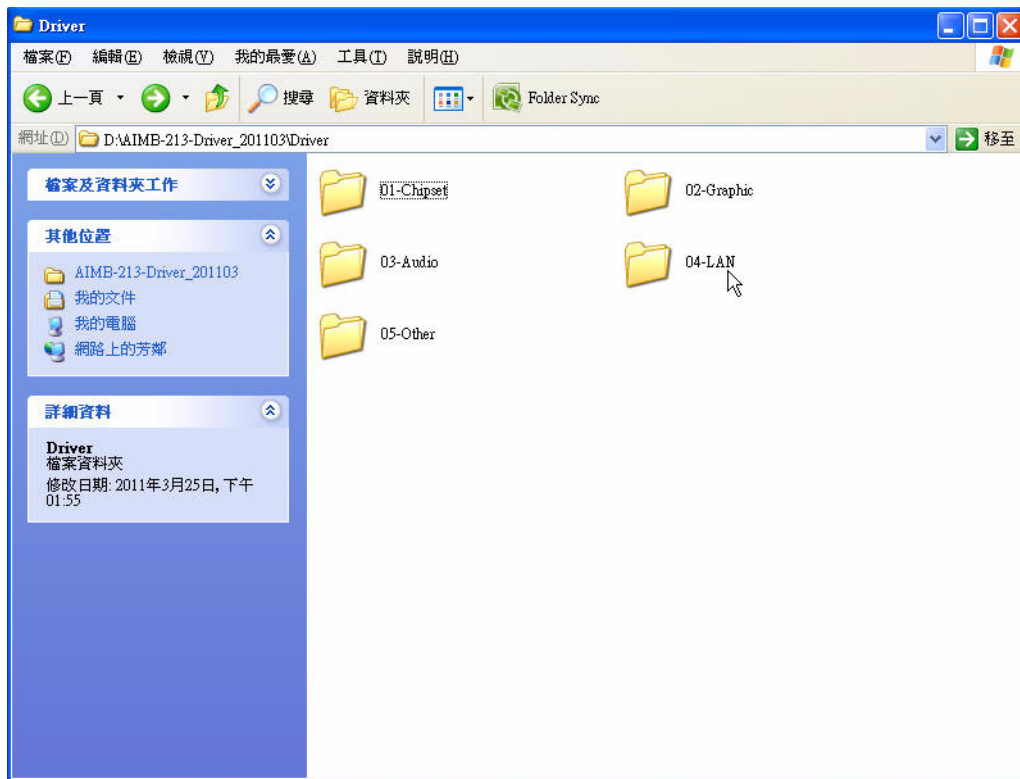 Driver
檔案(F) 編輯(E) 檢視(V) 我的最愛(A) 工具(T) 說明(H)
上一頁 搜尋 資料夾 Folder Sync
網址(D) D:\AIMB-213-Driver_201103\Driver 移至
檔案及資料夾工作
其他位置
AIMB-213-Driver_201103
我的文件
我的電腦
網路上的芳鄰
詳細資料
Driver
檔案資料夾
修改日期: 2011年3月25日, 下午
01:55
01-Chipset
02-Graphic
03-Audio
04-LAN
05-Other